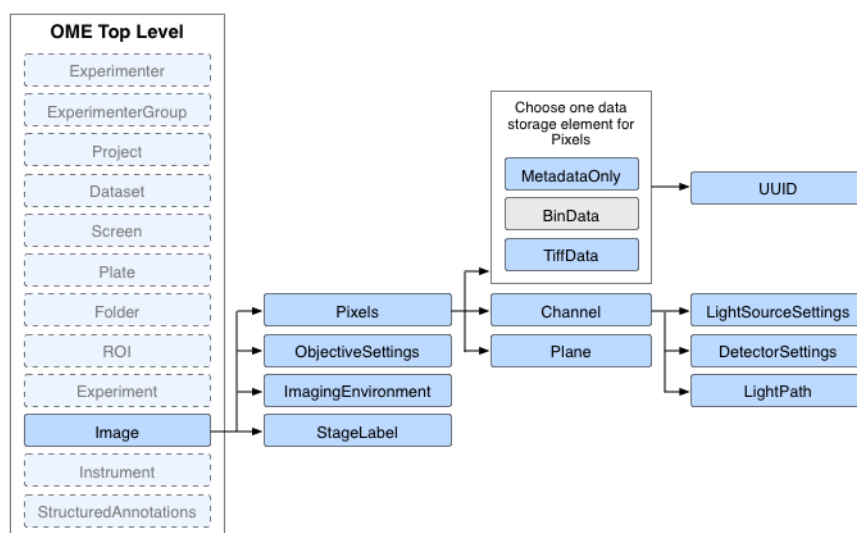 OME Top Level
Experimenter
ExperimenterGroup
Project
Dataset
Screen
Plate
Folder
ROI
Experiment
Image
Instrument
StructuredAnnotations
Pixels
ObjectiveSettings
ImagingEnvironment
StageLabel
Choose one data
storage element for
Pixels
MetadataOnly
BinData
TiffData
Channel
Plane
UUID
LightSourceSettings
DetectorSettings
LightPath